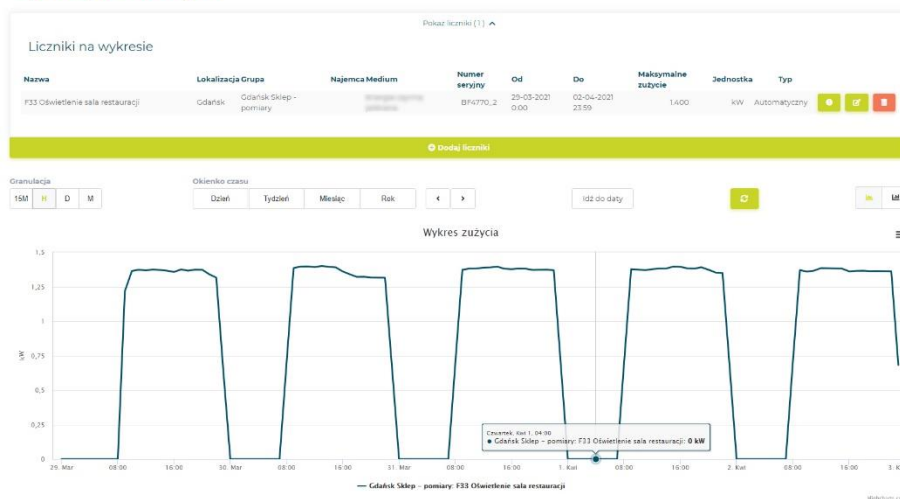 Pokaż liczniki (1)
Liczniki na wykresie
Nazwa Lokalizacja Grupa Najemca Medium Numer seryjny Od Do Maksymalne zużycie Jednostka Typ
F33 Oświetlenie sala restauracji Gdańsk Gdańsk Sklep - pomiary BF4770_2 29-03-2021 0:00 02-04-2021 23:59 1.400 kW Automatyczny
Dodaj liczniki
Granulacja Okienko czasu
15M H D M Dzień Tydzień Miesiąc Rok Idź do daty
Wykres zużycia
1,5
1,25
1
0,75
kW
0,5
0,25
Czwartek, Kwi 1, 04:00
Gdańsk Sklep - pomiary: F33 Oświetlenie sala restauracji: 0 kW
0
29. Mar 08:00 16:00 30. Mar 08:00 16:00 31. Mar 08:00 16:00 1. Kwi 08:00 16:00 2. Kwi 08:00 16:00 3. K
Gdańsk Sklep - pomiary: F33 Oświetlenie sala restauracji